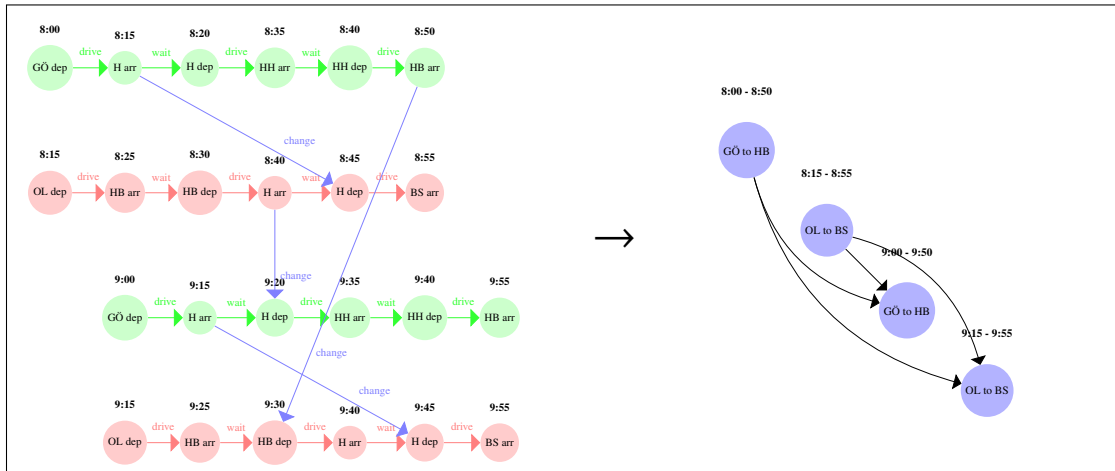 8:00 8:15 8:20 8:35 8:40 8:50
drive wait drive wait drive
GÖ dep H arr H dep HH arr HH dep HB arr
change
8:15 8:25 8:30 8:40 8:45 8:55
drive wait drive wait drive
OL dep HB arr HB dep H arr H dep BS arr
change
9:00 9:15 9:20 9:35 9:40 9:55
drive wait drive wait drive
GÖ dep H arr H dep HH arr HH dep HB arr
change
change
9:15 9:25 9:30 9:40 9:45 9:55
drive wait drive wait drive
OL dep HB arr HB dep H arr H dep BS arr
→
8:00 - 8:50
GÖ to HB
8:15 - 8:55
OL to BS
9:00 - 9:50
GÖ to HB
9:15 - 9:55
OL to BS